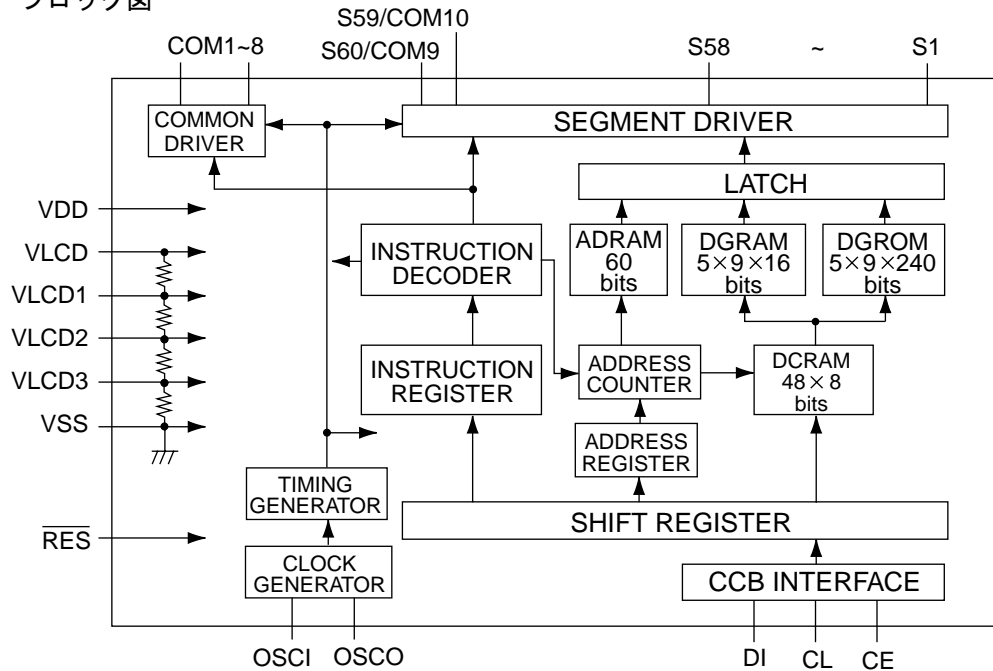 ブロック図
S59/COM10
COM1~8
S60/COM9
S58
~
S1
COMMON
DRIVER
SEGMENT DRIVER
LATCH
VDD
VLCD
VLCD1
VLCD2
VLCD3
VSS
INSTRUCTION
DECODER
ADRAM
60
bits
DGRAM
5×9×16
bits
DGROM
5×9×240
bits
INSTRUCTION
REGISTER
ADDRESS
COUNTER
DCRAM
48×8
bits
ADDRESS
REGISTER
TIMING
GENERATOR
SHIFT REGISTER
RES
CLOCK
GENERATOR
CCB INTERFACE
OSCI
OSCO
DI
CL
CE